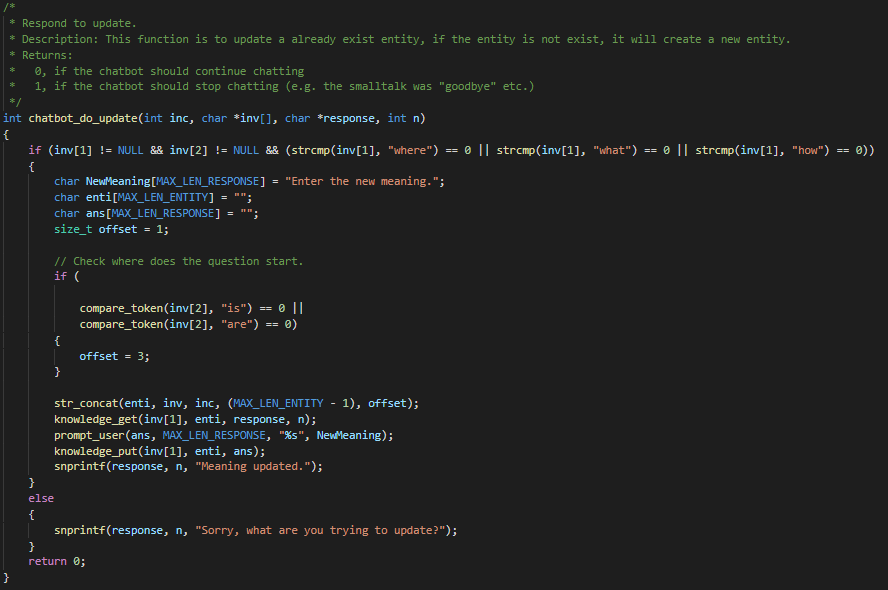 /*
 * Respond to update.
 * Description: This function is to update a already exist entity, if the entity is not exist, it will create a new entity.
 * Returns:
 *   0, if the chatbot should continue chatting
 *   1, if the chatbot should stop chatting (e.g. the smalltalk was "goodbye" etc.)
 */
int chatbot_do_update(int inc, char *inv[], char *response, int n)
{
    if (inv[1] != NULL && inv[2] != NULL && (strcmp(inv[1], "where") == 0 || strcmp(inv[1], "what") == 0 || strcmp(inv[1], "how") == 0))
    {
        char NewMeaning[MAX_LEN_RESPONSE] = "Enter the new meaning.";
        char enti[MAX_LEN_ENTITY] = "";
        char ans[MAX_LEN_RESPONSE] = "";
        size_t offset = 1;

        // Check where does the question start.
        if (

            compare_token(inv[2], "is") == 0 ||
            compare_token(inv[2], "are") == 0)
        {
            offset = 3;
        }

        str_concat(enti, inv, inc, (MAX_LEN_ENTITY - 1), offset);
        knowledge_get(inv[1], enti, response, n);
        prompt_user(ans, MAX_LEN_RESPONSE, "%s", NewMeaning);
        knowledge_put(inv[1], enti, ans);
        snprintf(response, n, "Meaning updated.");
    }
    else
    {
        snprintf(response, n, "Sorry, what are you trying to update?");
    }
    return 0;
}